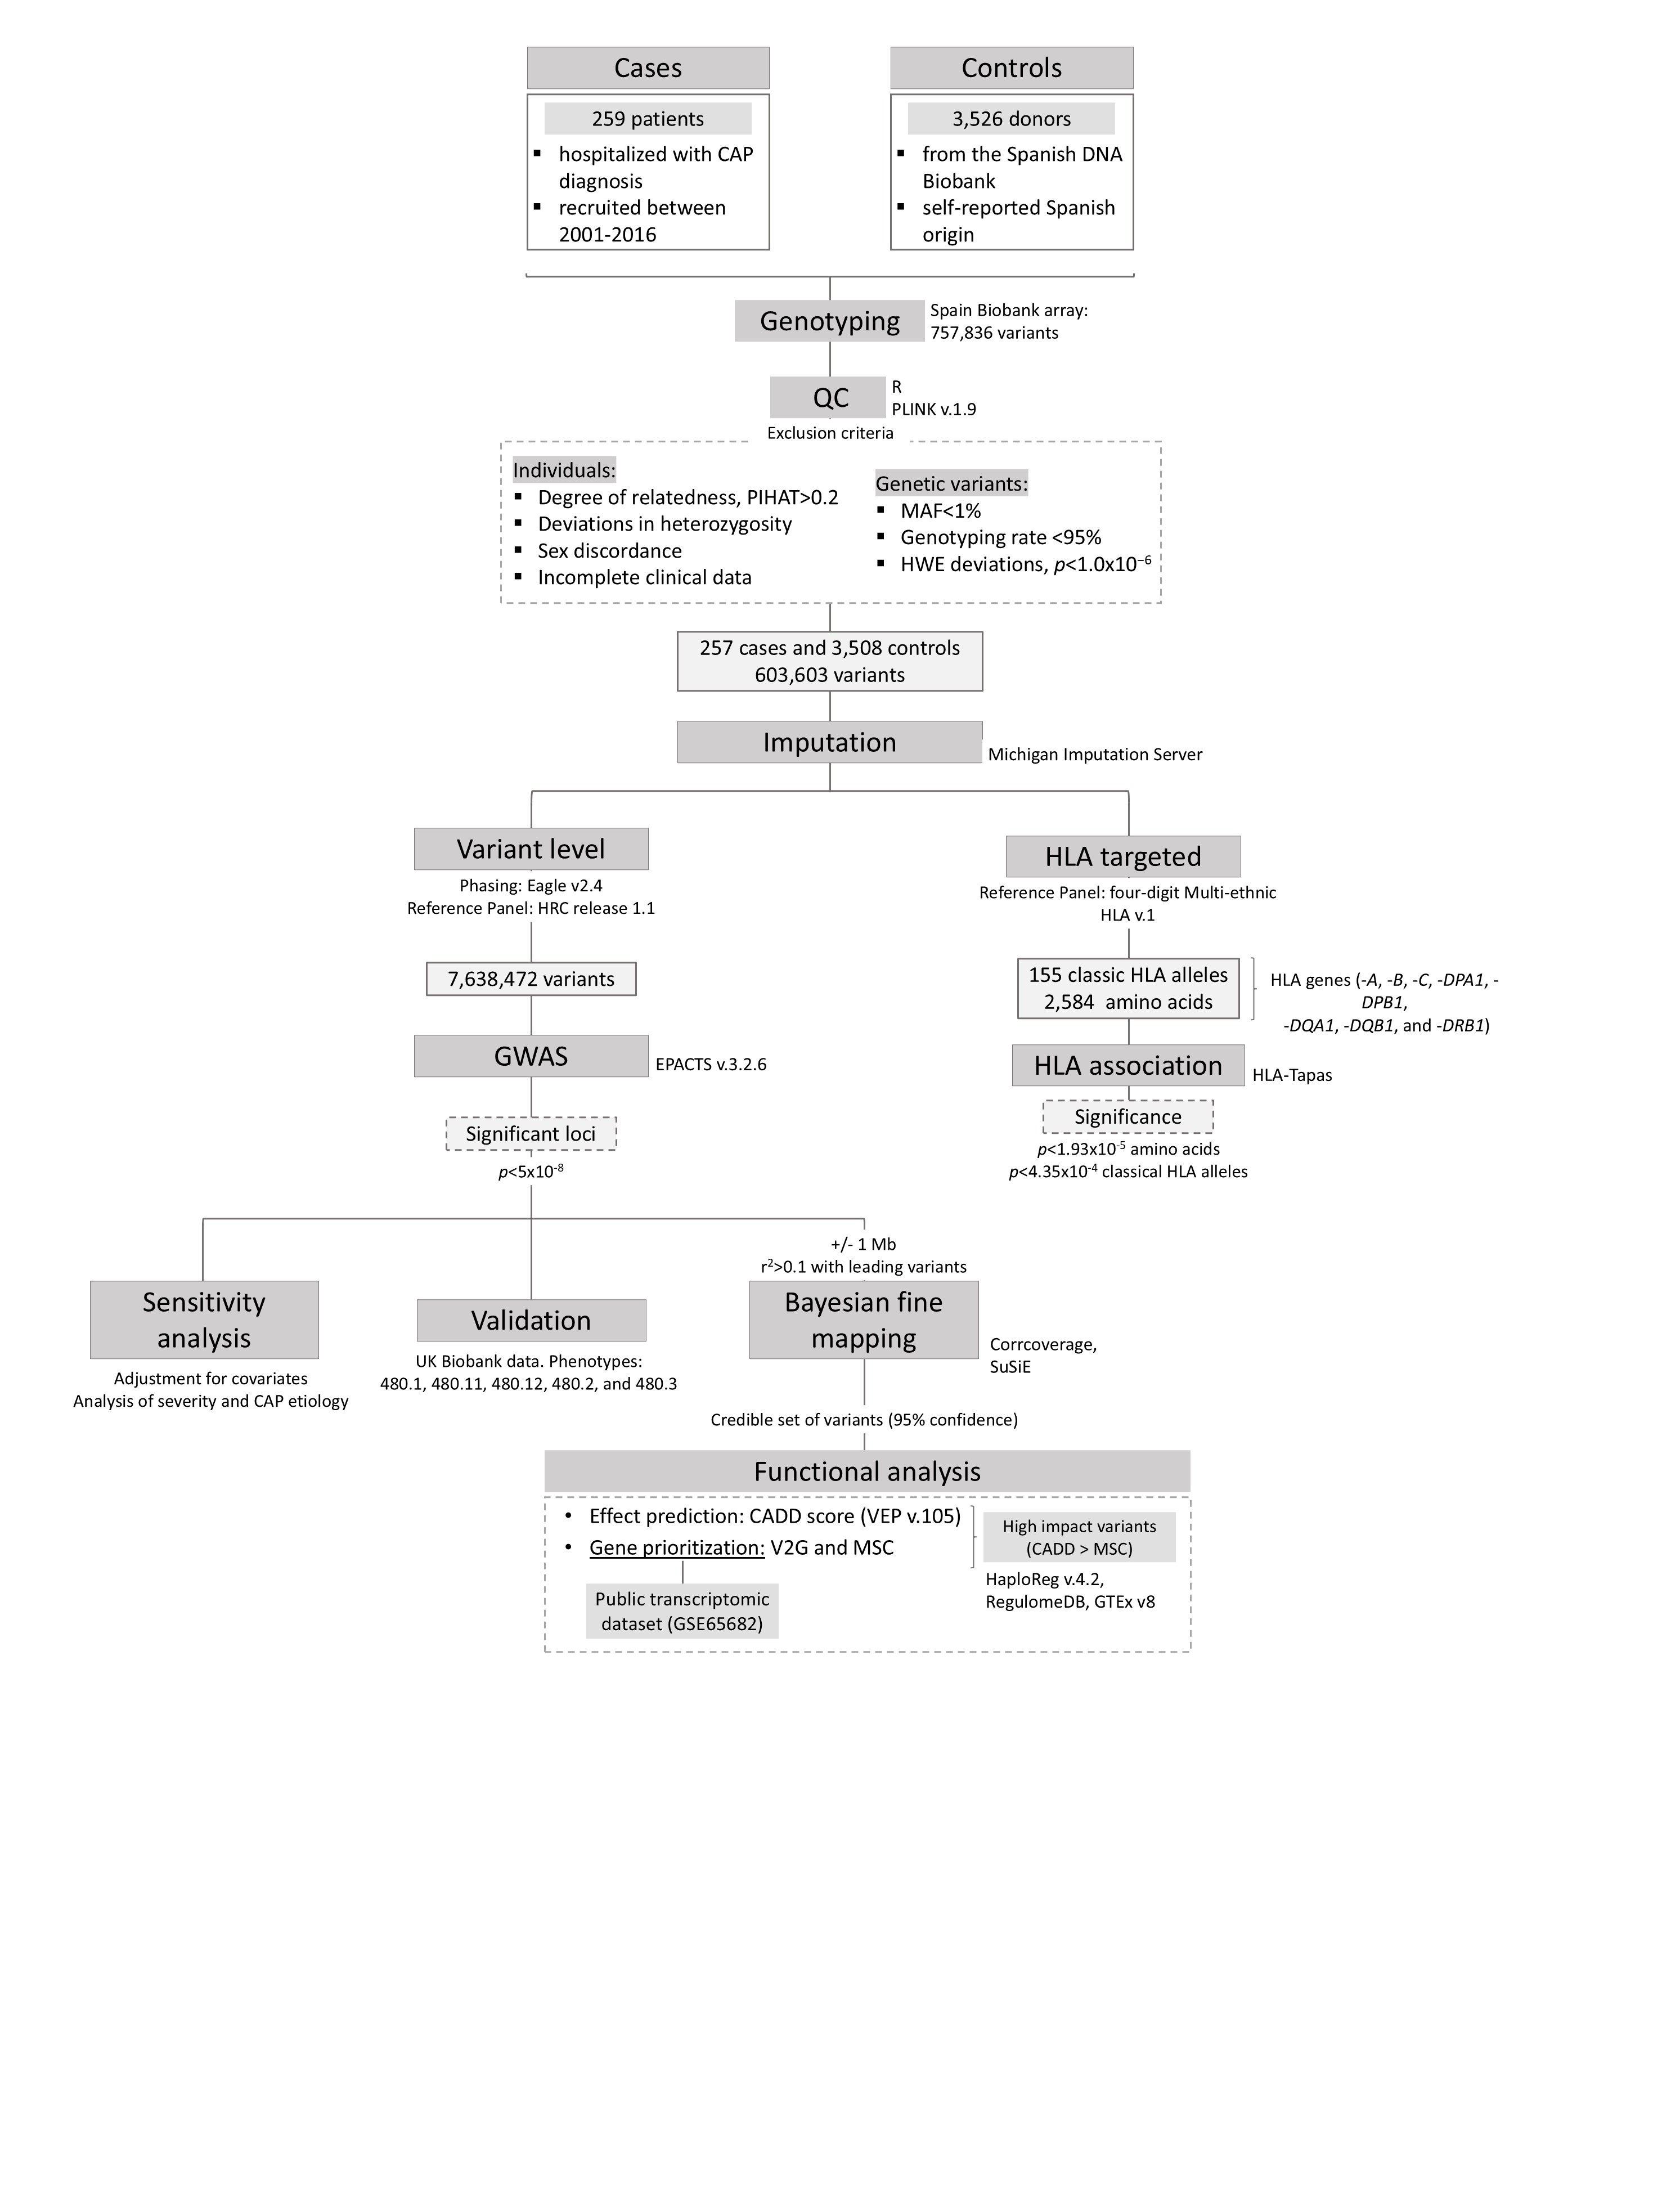 Cases
259 patients
▪ hospitalized with CAP
diagnosis
▪ recruited between
2001-2016
Controls
3,526 donors
▪ from the Spanish DNA
Biobank
▪ self-reported Spanish
origin
Genotyping
Spain Biobank array:
757,836 variants
QC
R
PLINK v.1.9
Exclusion criteria
Individuals:
▪ Degree of relatedness, PIHAT>0.2
▪ Deviations in heterozygosity
▪ Sex discordance
▪ Incomplete clinical data
Genetic variants:
▪ MAF<1%
▪ Genotyping rate <95%
▪ HWE deviations, p<1.0x10⁻⁶
257 cases and 3,508 controls
603,603 variants
Imputation
Michigan Imputation Server
Variant level
Phasing: Eagle v2.4
Reference Panel: HRC release 1.1
7,638,472 variants
GWAS
EPACTS v.3.2.6
Significant loci
p<5x10⁻⁸
HLA targeted
Reference Panel: four-digit Multi-ethnic
HLA v.1
155 classic HLA alleles
2,584 amino acids
HLA genes (-A, -B, -C, -DPA1, -
DPB1,
-DQA1, -DQB1, and -DRB1)
HLA association
HLA-Tapas
Significance
p<1.93x10⁻⁵ amino acids
p<4.35x10⁻⁴ classical HLA alleles
Sensitivity
analysis
Adjustment for covariates
Analysis of severity and CAP etiology
Validation
UK Biobank data. Phenotypes:
480.1, 480.11, 480.12, 480.2, and 480.3
+/- 1 Mb
r²>0.1 with leading variants
Bayesian fine
mapping
Corrcoverage,
SuSiE
Credible set of variants (95% confidence)
Functional analysis
• Effect prediction: CADD score (VEP v.105)
• Gene prioritization: V2G and MSC
Public transcriptomic
dataset (GSE65682)
High impact variants
(CADD > MSC)
HaploReg v.4.2,
RegulomeDB, GTEx v8